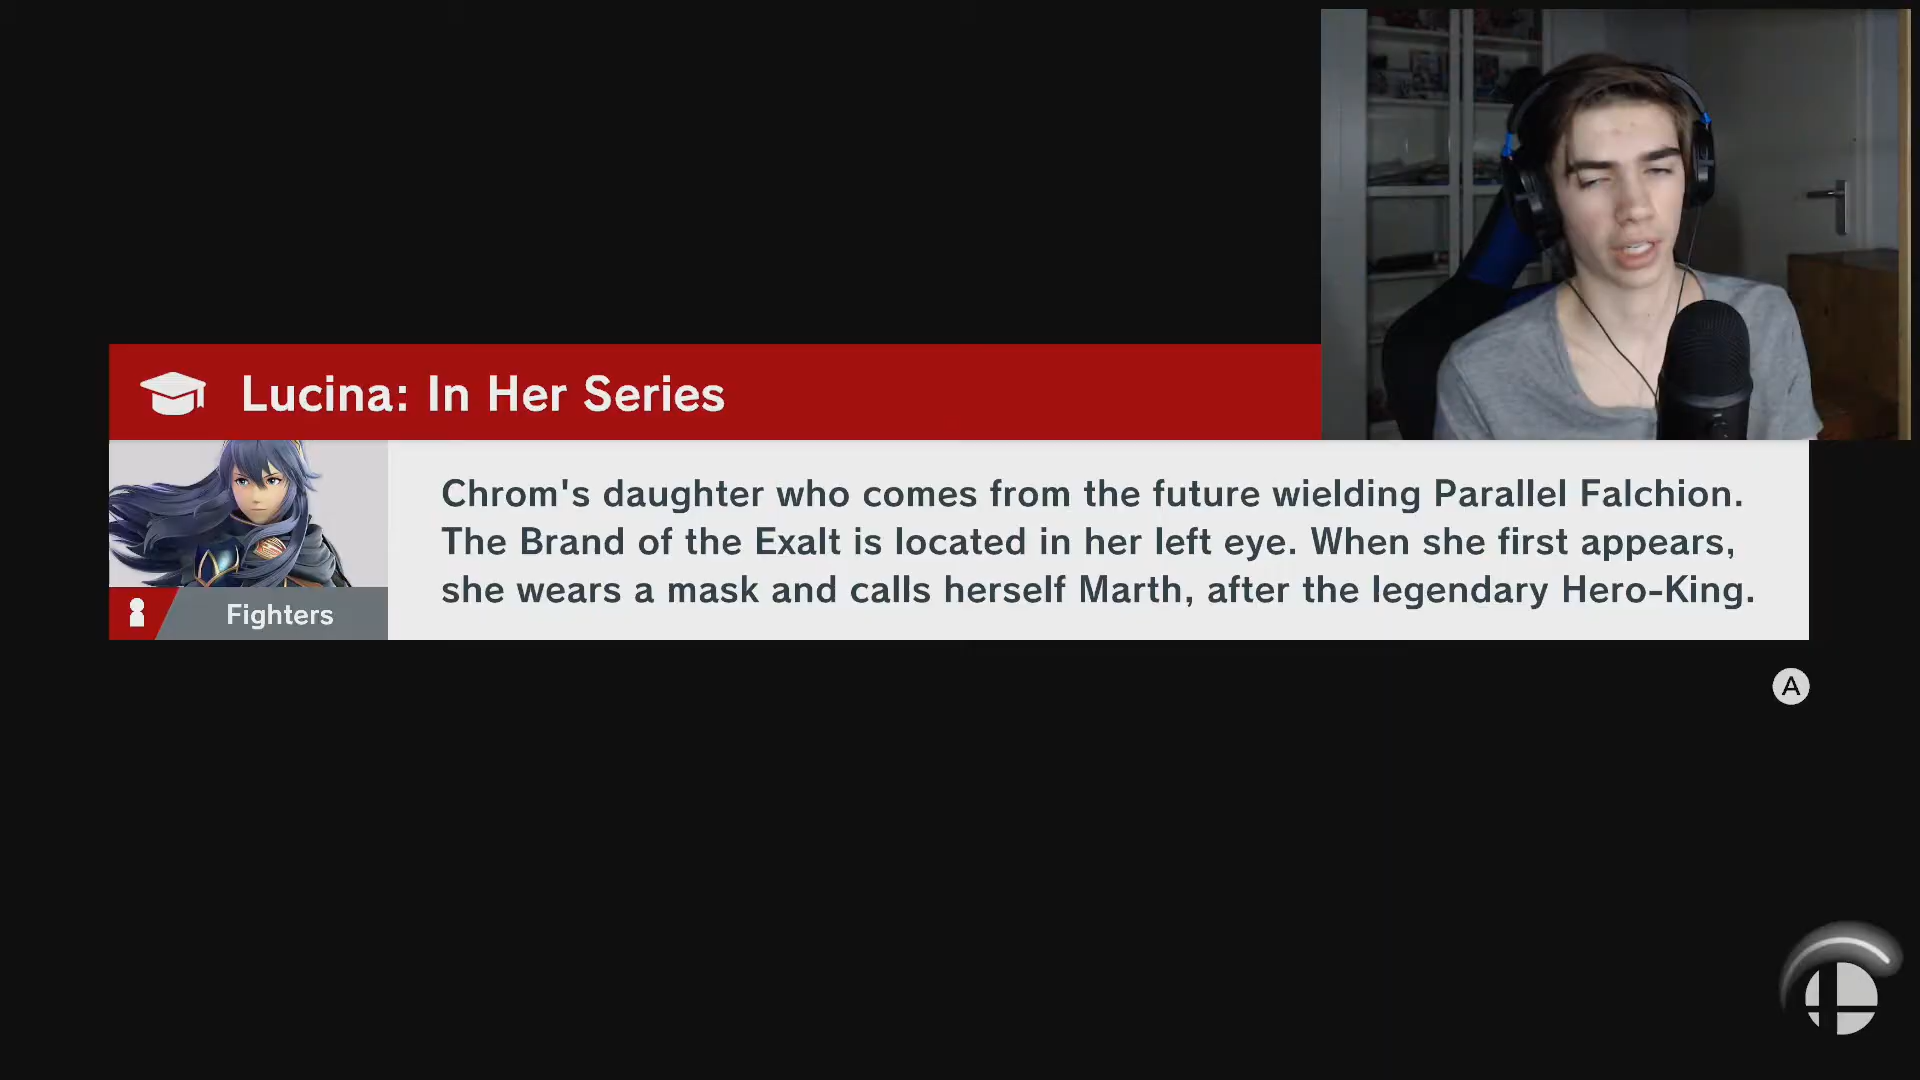 Lucina: In Her Series
Chrom's daughter who comes from the future wielding Parallel Falchion.
The Brand of the Exalt is located in her left eye. When she first appears,
she wears a mask and calls herself Marth, after the legendary Hero-King.
Fighters
A